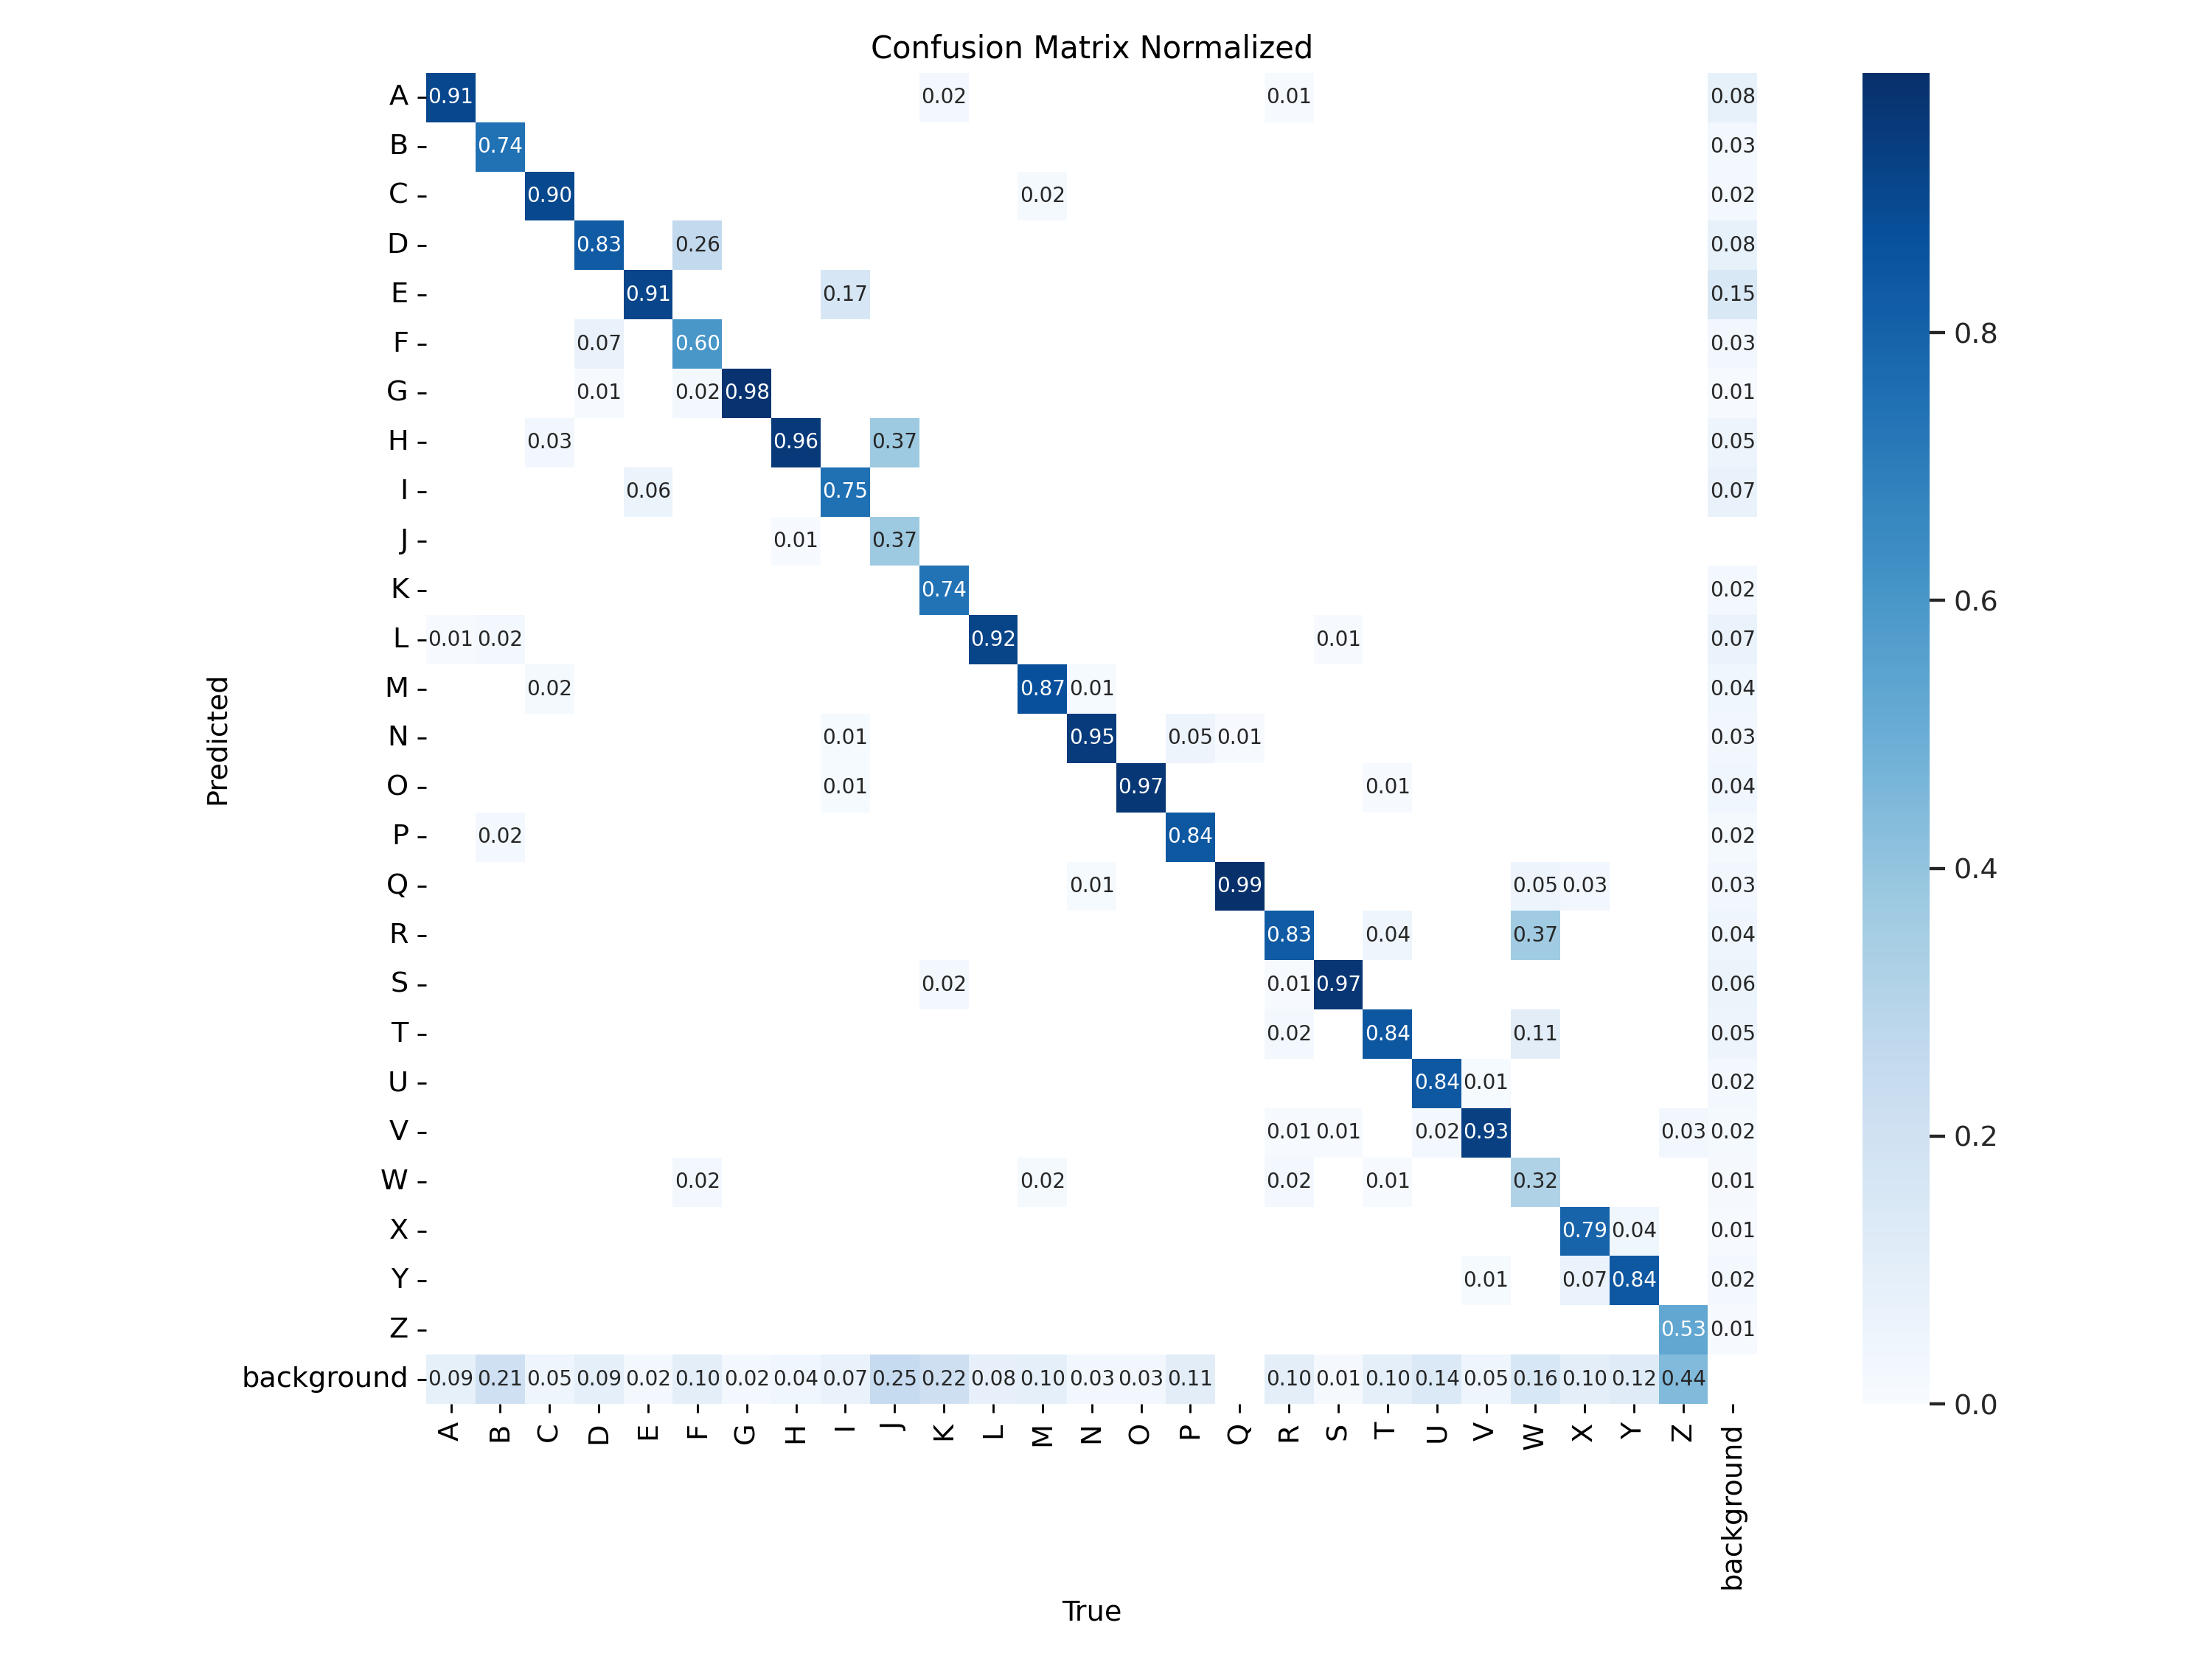 Confusion Matrix Normalized
A 0.91 0.02 0.01 0.08
B 0.74 0.03
C 0.90 0.02 0.02
D 0.83 0.26 0.08
E 0.91 0.17 0.15
F 0.07 0.60 0.03
G 0.01 0.02 0.98 0.01
H 0.03 0.96 0.37 0.05
I 0.06 0.75 0.07
J 0.01 0.37
K 0.74 0.02
L 0.01 0.02 0.92 0.01 0.07
M 0.02 0.87 0.01 0.04
N 0.01 0.95 0.05 0.01 0.03
O 0.01 0.97 0.01 0.04
P 0.02 0.84 0.02
Q 0.01 0.99 0.05 0.03 0.03
R 0.83 0.04 0.37 0.04
S 0.02 0.01 0.97 0.06
T 0.02 0.84 0.11 0.05
U 0.84 0.01 0.02
V 0.01 0.01 0.02 0.93 0.03 0.02
W 0.02 0.02 0.02 0.01 0.32 0.01
X 0.79 0.04 0.01
Y 0.01 0.07 0.84 0.02
Z 0.53 0.01
background 0.09 0.21 0.05 0.09 0.02 0.10 0.02 0.04 0.07 0.25 0.22 0.08 0.10 0.03 0.03 0.11 0.10 0.01 0.10 0.14 0.05 0.16 0.10 0.12 0.44
A B C D E F G H I J K L M N O P Q R S T U V W X Y Z background
True
Predicted
0.8
0.6
0.4
0.2
0.0